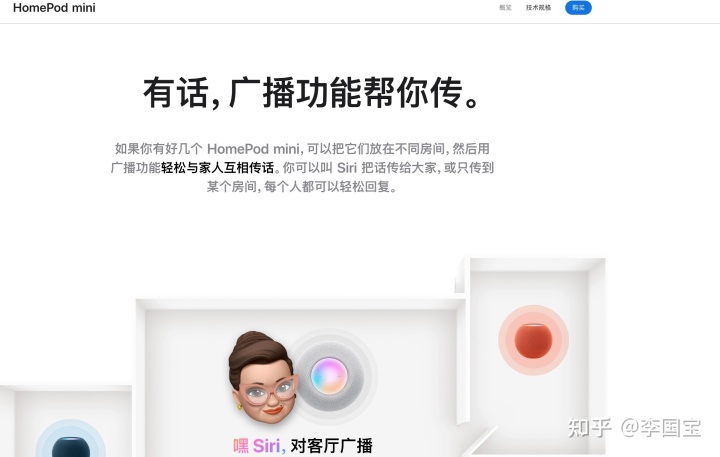 HomePod mini
概览
技术规格
购买
有话，广播功能帮你传。
如果你有好几个 HomePod mini，可以把它们放在不同房间，然后用
广播功能轻松与家人互相传话。你可以叫 Siri 把话传给大家，或只传到
某个房间，每个人都可以轻松回复。
嘿 Siri，对客厅广播
知乎 @李国宝